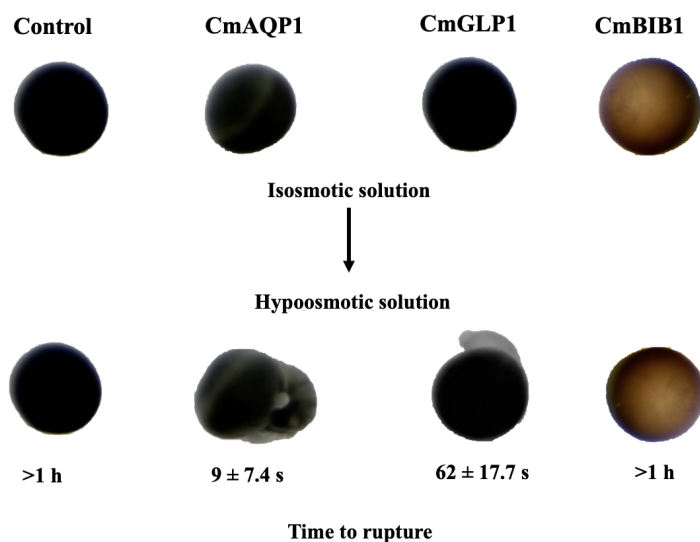 Control CmAQP1 CmGLP1 CmBIB1
Isosmotic solution
Hypoosmotic solution
>1 h 9 ± 7.4 s 62 ± 17.7 s >1 h
Time to rupture